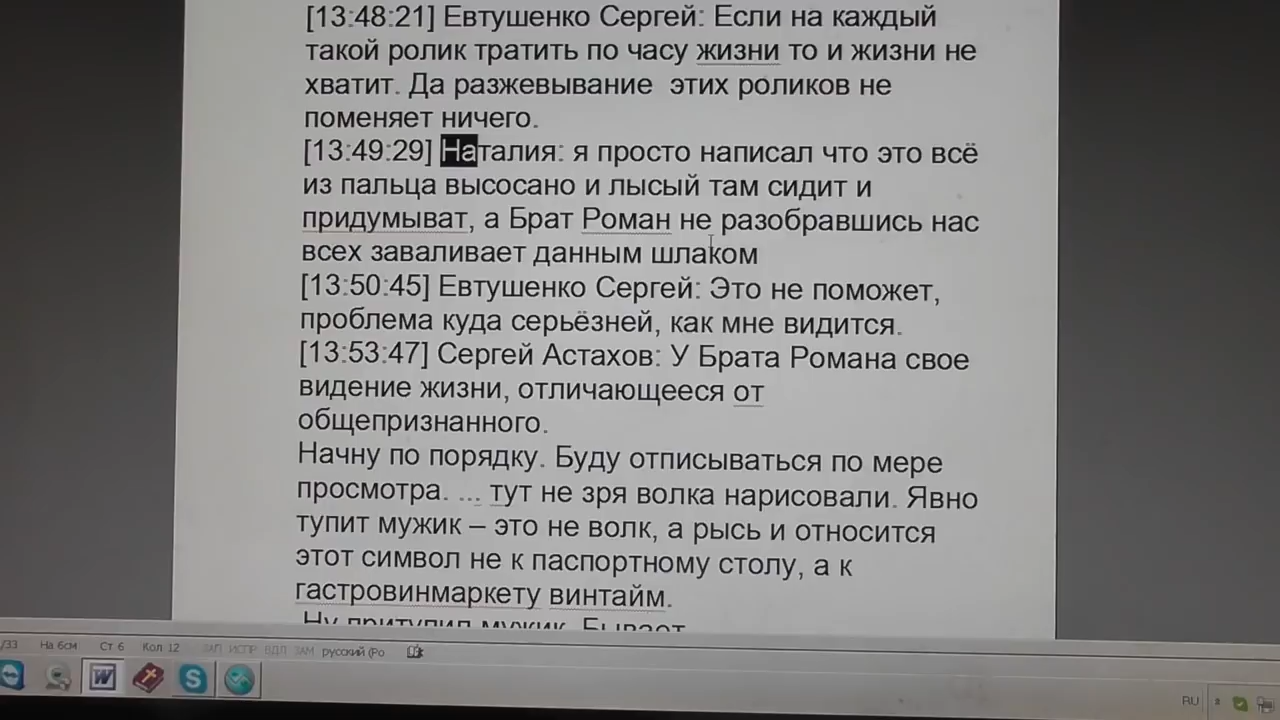 [13:48:21] Евтушенко Сергей: Если на каждый
такой ролик тратить по часу жизни то и жизни не
хватит. Да разжевывание  этих роликов не
поменяет ничего.
[13:49:29] Наталия: я просто написал что это всё
из пальца высосано и лысый там сидит и
придумыват, а Брат Роман не разобравшись нас
всех заваливает данным шлаком
[13:50:45] Евтушенко Сергей: Это не поможет,
проблема куда серьёзней, как мне видится.
[13:53:47] Сергей Астахов: У Брата Романа свое
видение жизни, отличающееся от
общепризнанного.
Начну по порядку. Буду отписываться по мере
просмотра. ... тут не зря волка нарисовали. Явно
тупит мужик – это не волк, а рысь и относится
этот символ не к паспортному столу, а к
гастровинмаркету винтайм.
Ну притупил мужик. Бывает
/33 На 6см Ст 6 Кол 12 ЗАП ИСПР ВДЛ ЗАМ русский (Ро
RU